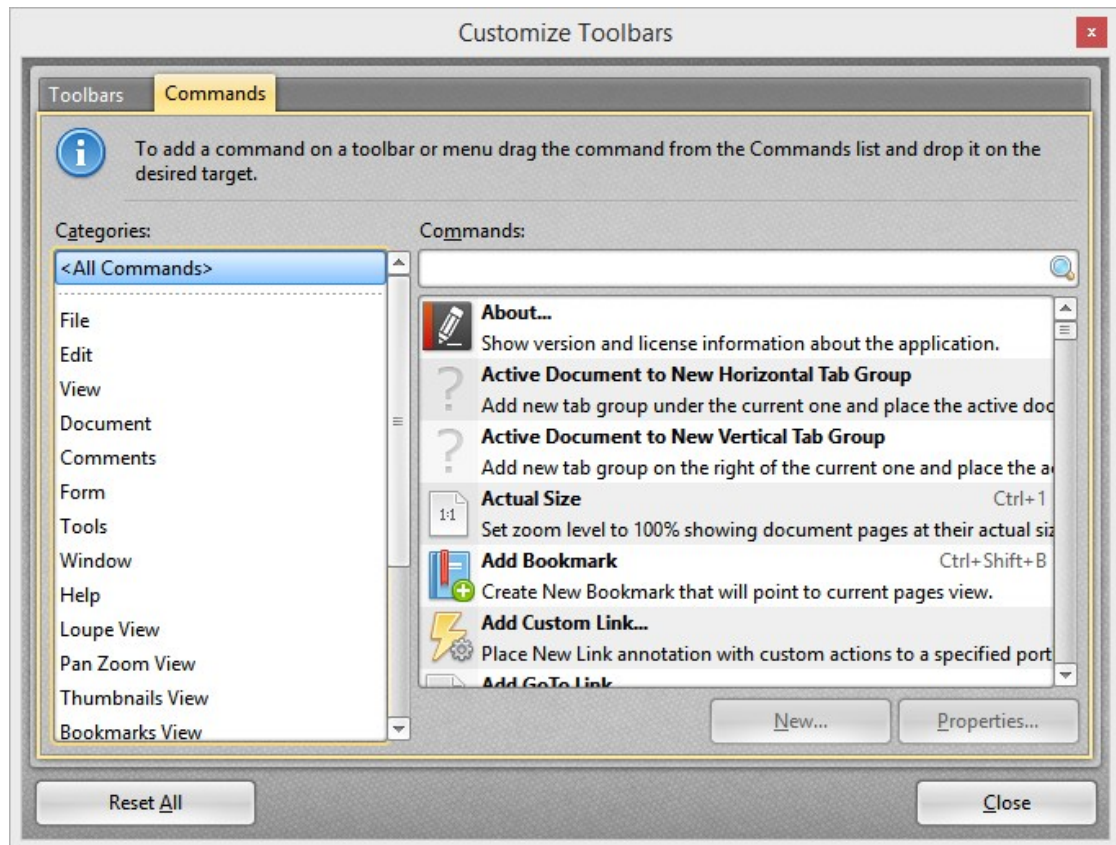 Customize Toolbars
x
Toolbars
Commands
To add a command on a toolbar or menu drag the command from the Commands list and drop it on the
desired target.
Categories:
<All Commands>
File
Edit
View
Document
Comments
Form
Tools
Window
Help
Loupe View
Pan Zoom View
Thumbnails View
Bookmarks View
Commands:
About...
Show version and license information about the application.
? Active Document to New Horizontal Tab Group
Add new tab group under the current one and place the active doc
? Active Document to New Vertical Tab Group
Add new tab group on the right of the current one and place the a
1:1
Actual Size Ctrl+1
Set zoom level to 100% showing document pages at their actual siz
Add Bookmark Ctrl+Shift+B
Create New Bookmark that will point to current pages view.
Add Custom Link...
Place New Link annotation with custom actions to a specified port
Add GoTo Link
New...
Properties...
Reset All
Close